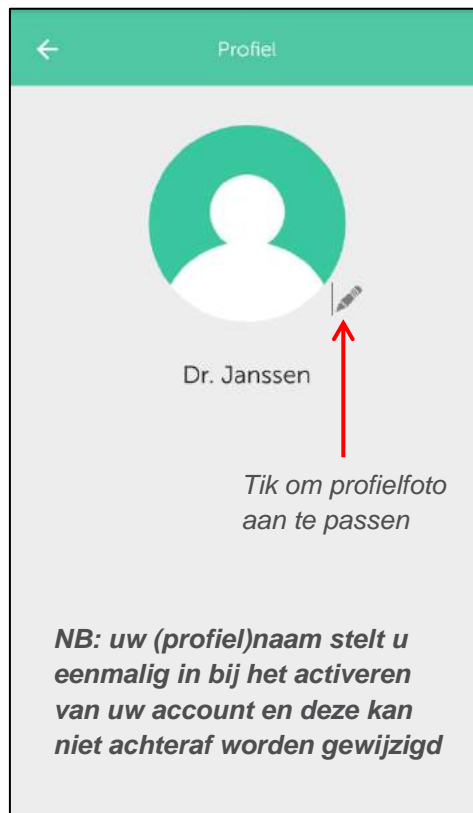 Profiel
Dr. Janssen
Tik om profielfoto
aan te passen
NB: uw (profiel)naam stelt u
eenmalig in bij het activeren
van uw account en deze kan
niet achteraf worden gewijzigd